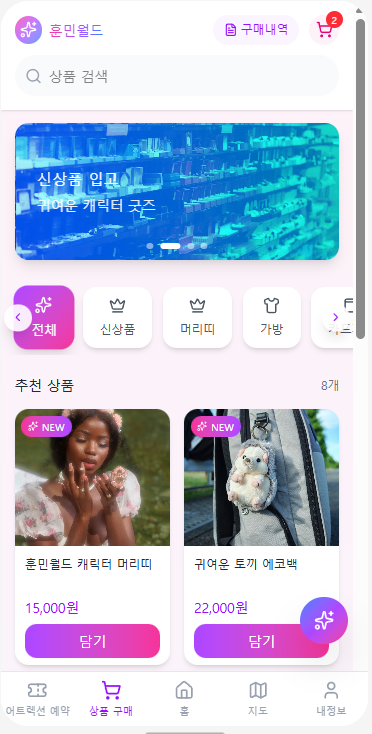 훈민월드
구매내역
2
상품 검색
신상품 입고
귀여운 캐릭터 굿즈
전체
신상품
머리띠
가방
추천 상품
8개
NEW
NEW
훈민월드 캐릭터 머리띠
귀여운 토끼 에코백
15,000원
22,000원
담기
담기
어트랙션 예약
상품 구매
홈
지도
내정보